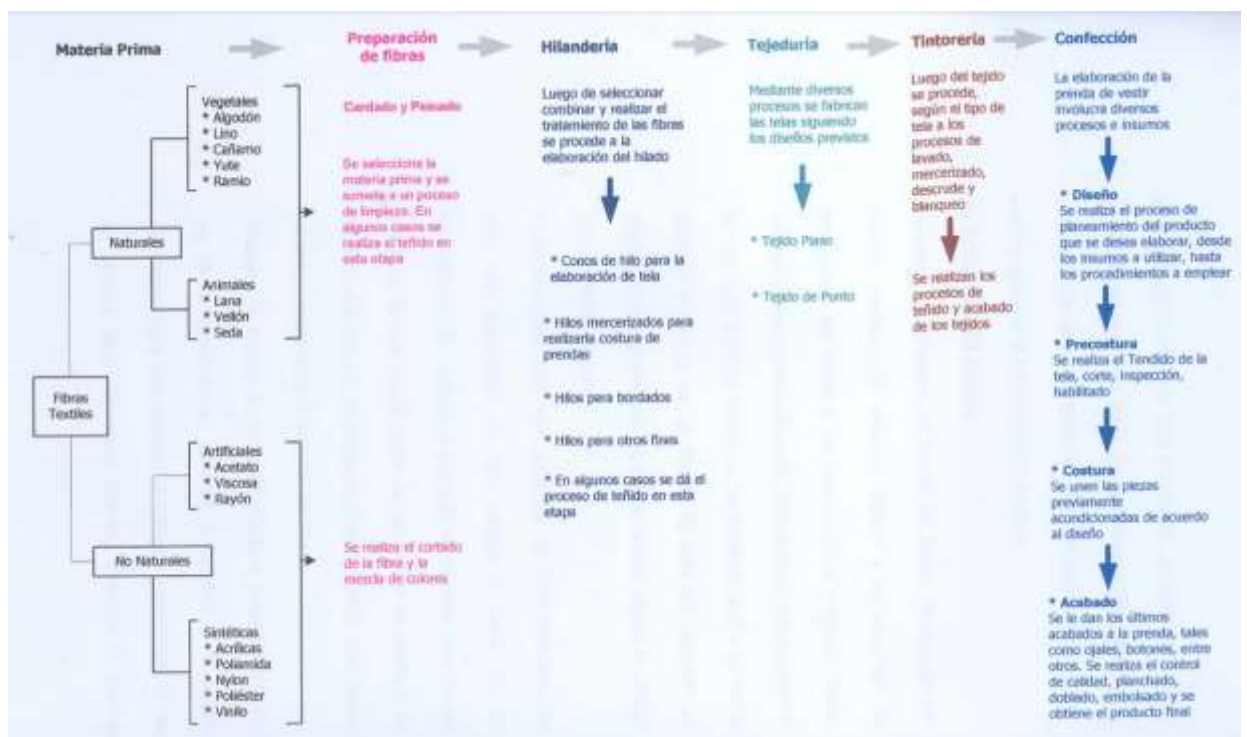 Materia Prima
Preparación
de fibras
Hilandería
Tejeduría
Tintorería
Confección
Fibras
Textiles
Naturales
Vegetales
* Algodón
* Lino
* Cañamo
* Yute
* Ramio
Animales
* Lana
* Vellón
* Seda
No Naturales
Artificiales
* Acetato
* Viscosa
* Rayón
Sintéticas
* Acrílicas
* Poliamida
* Nylon
* Poliéster
* Vinilo
Cardado y Peinado
Se selecciona la
materia prima y se
somete a un poceso
de limpieza. En
algunos casos se
realiza el teñido en
esta etapa
Se realiza el cortado
de la fibra y la
mezcla de colores
Luego de seleccionar
combinar y realizar el
tratamiento de las fibras
se procede a la
elaboración del hilado
* Conos de hilo para la
elaboración de tela
* Hilos mercerizados para
realizarla costura de
prendas
* Hilos para bordados
* Hilos para otros fines
* En algunos casos se dá el
proceso de teñido en esta
etapa
Mediante diversos
procesos se fabrican
las telas siguiendo
los diseños previstos
* Tejido Plano
* Tejido de Punto
Luego del tejido
se procede,
según el tipo de
tela a los
procesos de
lavado,
mercerizado,
descrude y
blanqueo
Se realizan los
procesos de
teñido y acabado
de los tejidos
La elaboración de la
prenda de vestir
involucra diversos
procesos e insumos
* Diseño
Se realiza el proceso de
planeamiento del producto
que se desea elaborar, desde
los insumos a utilizar, hasta
los procedimientos a emplear
* Precostura
Se realiza el Tendido de la
tela, corte, inspección,
habilitado
* Costura
Se unen las piezas
previamente
acondicionadas de acuerdo
al diseño
* Acabado
Se le dan los últimos
acabados a la prenda, tales
como ojales, botones, entre
otros. Se realiza el control
de calidad, planchado,
doblado, embolsado y se
obtiene el producto final